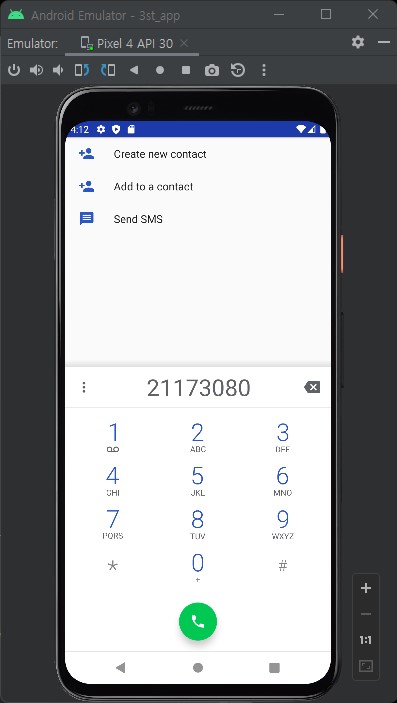 Android Emulator - 3st_app
Emulator: Pixel 4 API 30
4:12
Create new contact
Add to a contact
Send SMS
21173080
1 2 3
ABC DEF
4 5 6
GHI JKL MNO
7 8 9
PQRS TUV WXYZ
* 0 #
+
1:1